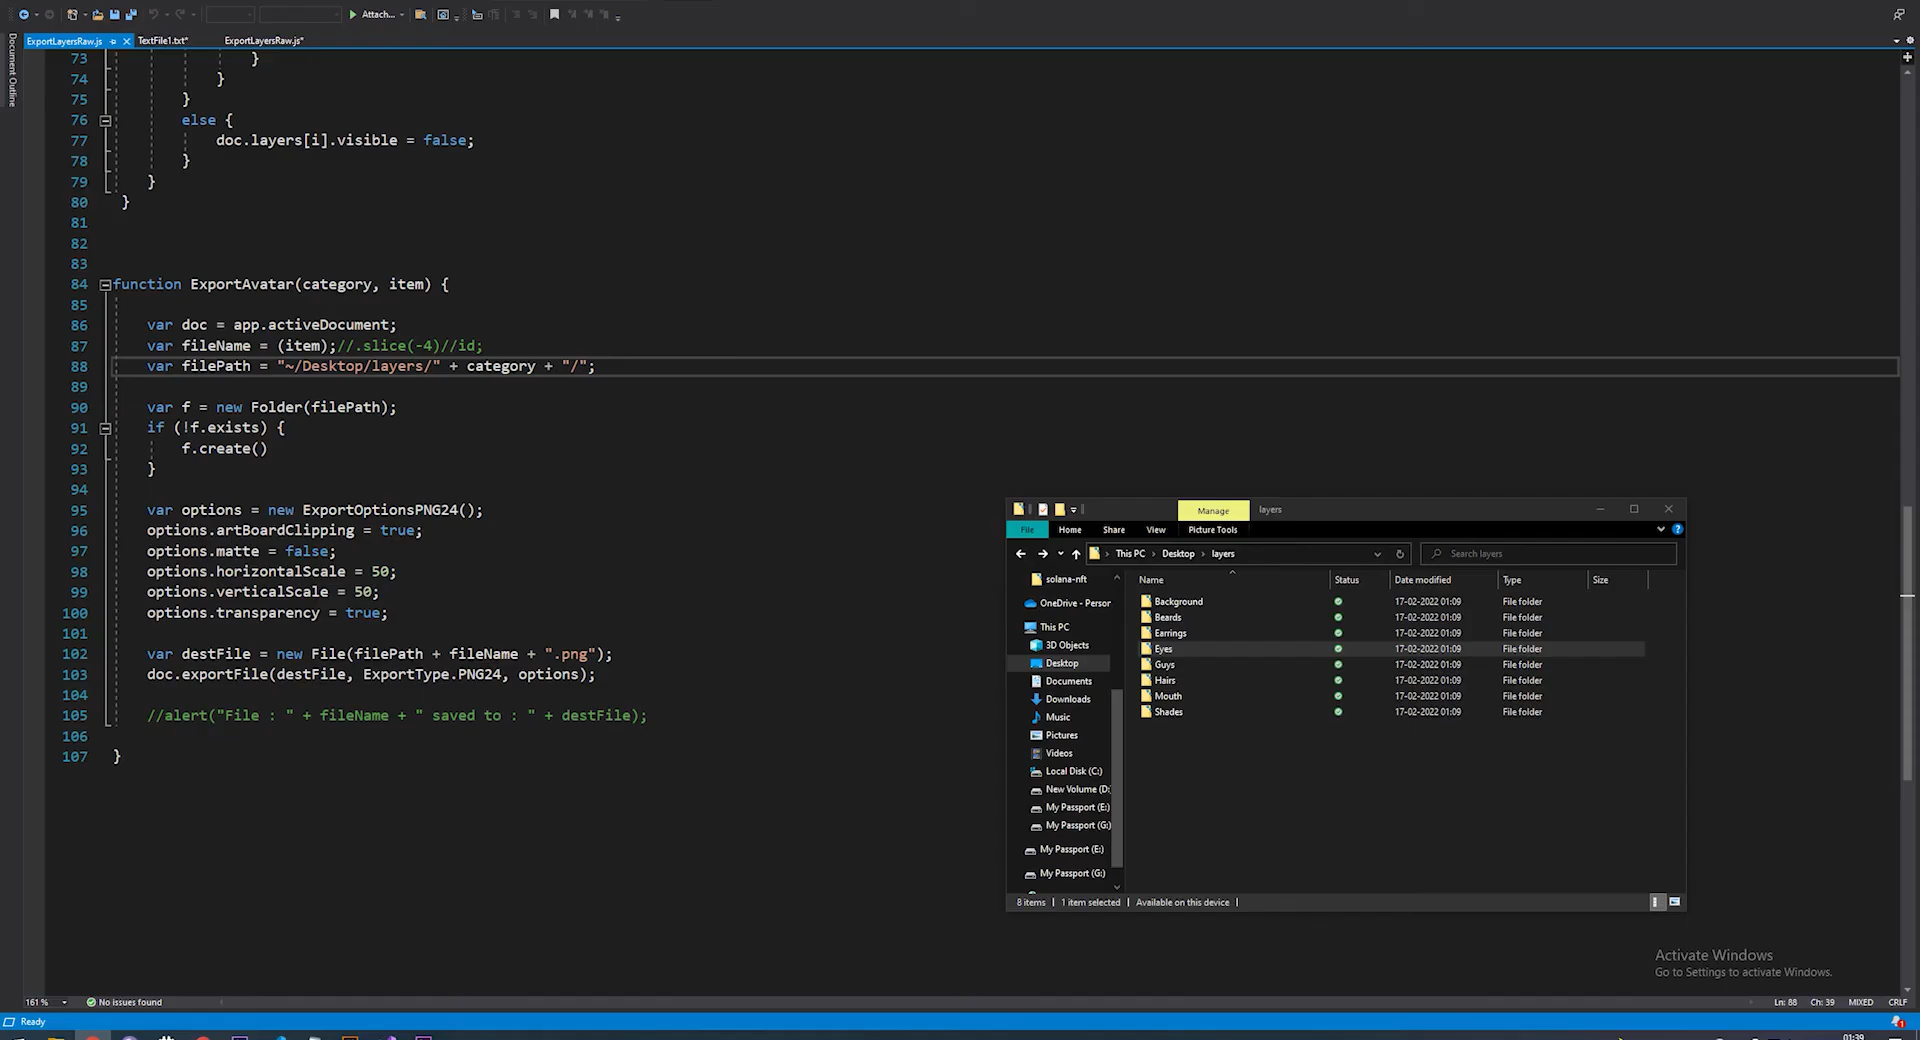 Attach...
ExportLayersRaw.js
TextFile1.txt*
ExportLayersRaw.js*
Document Outline
73 }
74 }
75 }
76 else {
77 doc.layers[i].visible = false;
78 }
79 }
80 }
81
82
83
84 function ExportAvatar(category, item) {
85
86 var doc = app.activeDocument;
87 var fileName = (item);//.slice(-4)//id;
88 var filePath = "~/Desktop/layers/" + category + "/";
89
90 var f = new Folder(filePath);
91 if (!f.exists) {
92 f.create()
93 }
94
95 var options = new ExportOptionsPNG24();
96 options.artBoardClipping = true;
97 options.matte = false;
98 options.horizontalScale = 50;
99 options.verticalScale = 50;
100 options.transparency = true;
101
102 var destFile = new File(filePath + fileName + ".png");
103 doc.exportFile(destFile, ExportType.PNG24, options);
104
105 //alert("File : " + fileName + " saved to : " + destFile);
106
107 }
Manage layers
File Home Share View Picture Tools
This PC > Desktop > layers
Search layers
solana-nft
OneDrive - Person
This PC
3D Objects
Desktop
Documents
Downloads
Music
Pictures
Videos
Local Disk (C:)
New Volume (D:
My Passport (E:)
My Passport (G:)
My Passport (E:)
My Passport (G:)
Name Status Date modified Type Size
Background 17-02-2022 01:09 File folder
Beards 17-02-2022 01:09 File folder
Earrings 17-02-2022 01:09 File folder
Eyes 17-02-2022 01:09 File folder
Guys 17-02-2022 01:09 File folder
Hairs 17-02-2022 01:09 File folder
Mouth 17-02-2022 01:09 File folder
Shades 17-02-2022 01:09 File folder
8 items | 1 item selected | Available on this device |
Activate Windows
Go to Settings to activate Windows.
161 % No issues found
Ln: 88 Ch: 39 MIXED CRLF
Ready
1
01:39